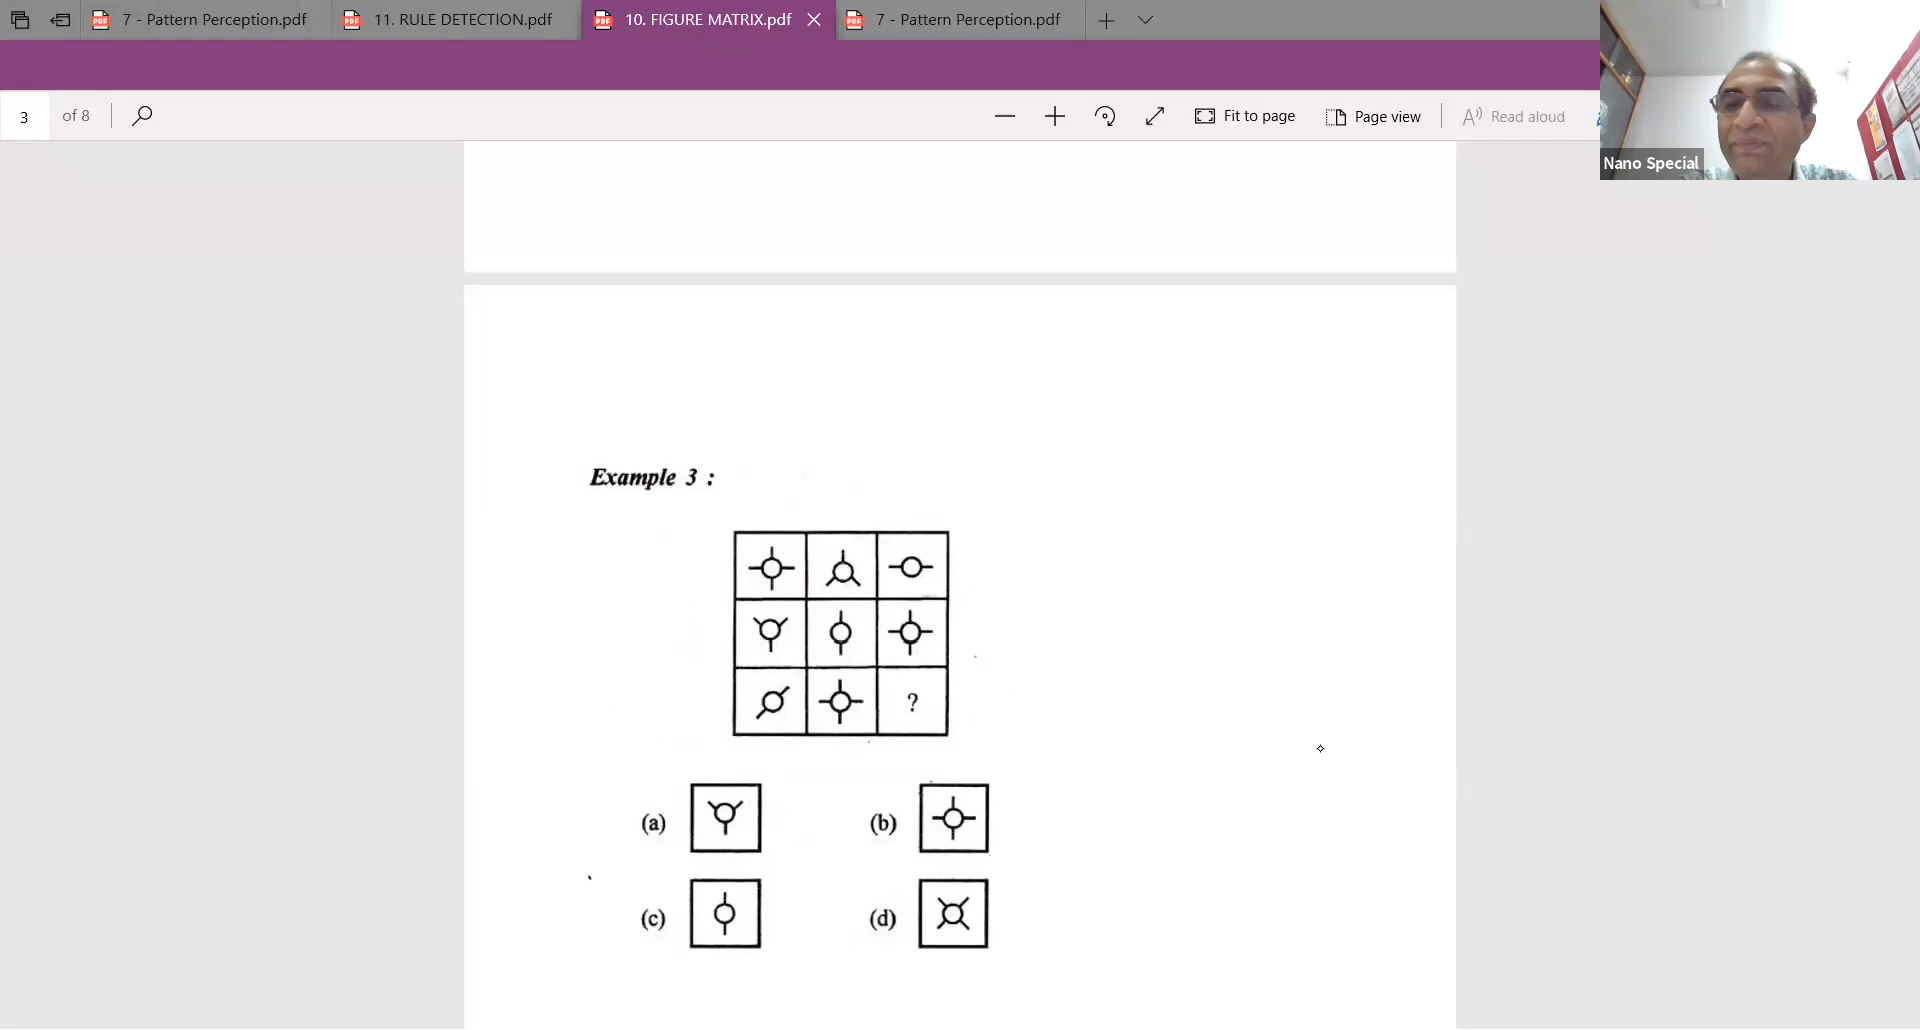 7 - Pattern Perception.pdf 11. RULE DETECTION.pdf 10. FIGURE MATRIX.pdf 7 - Pattern Perception.pdf
3 of 8 Fit to page Page view Read aloud
Nano Special
Example 3 :
?
(a) (b)
(c) (d)